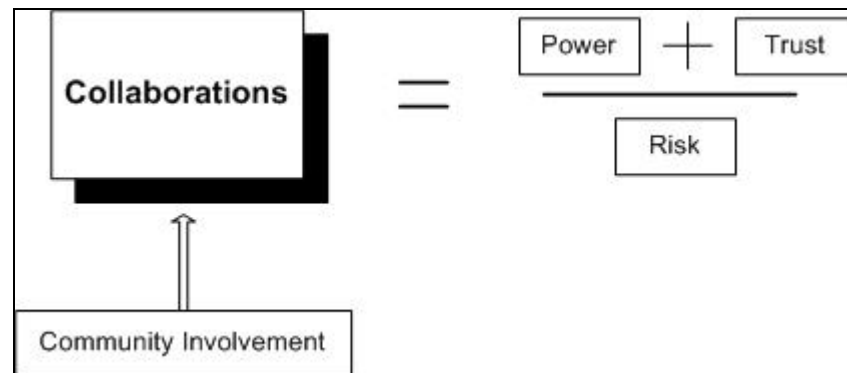 Power + Trust
Collaborations =
Risk
Community Involvement